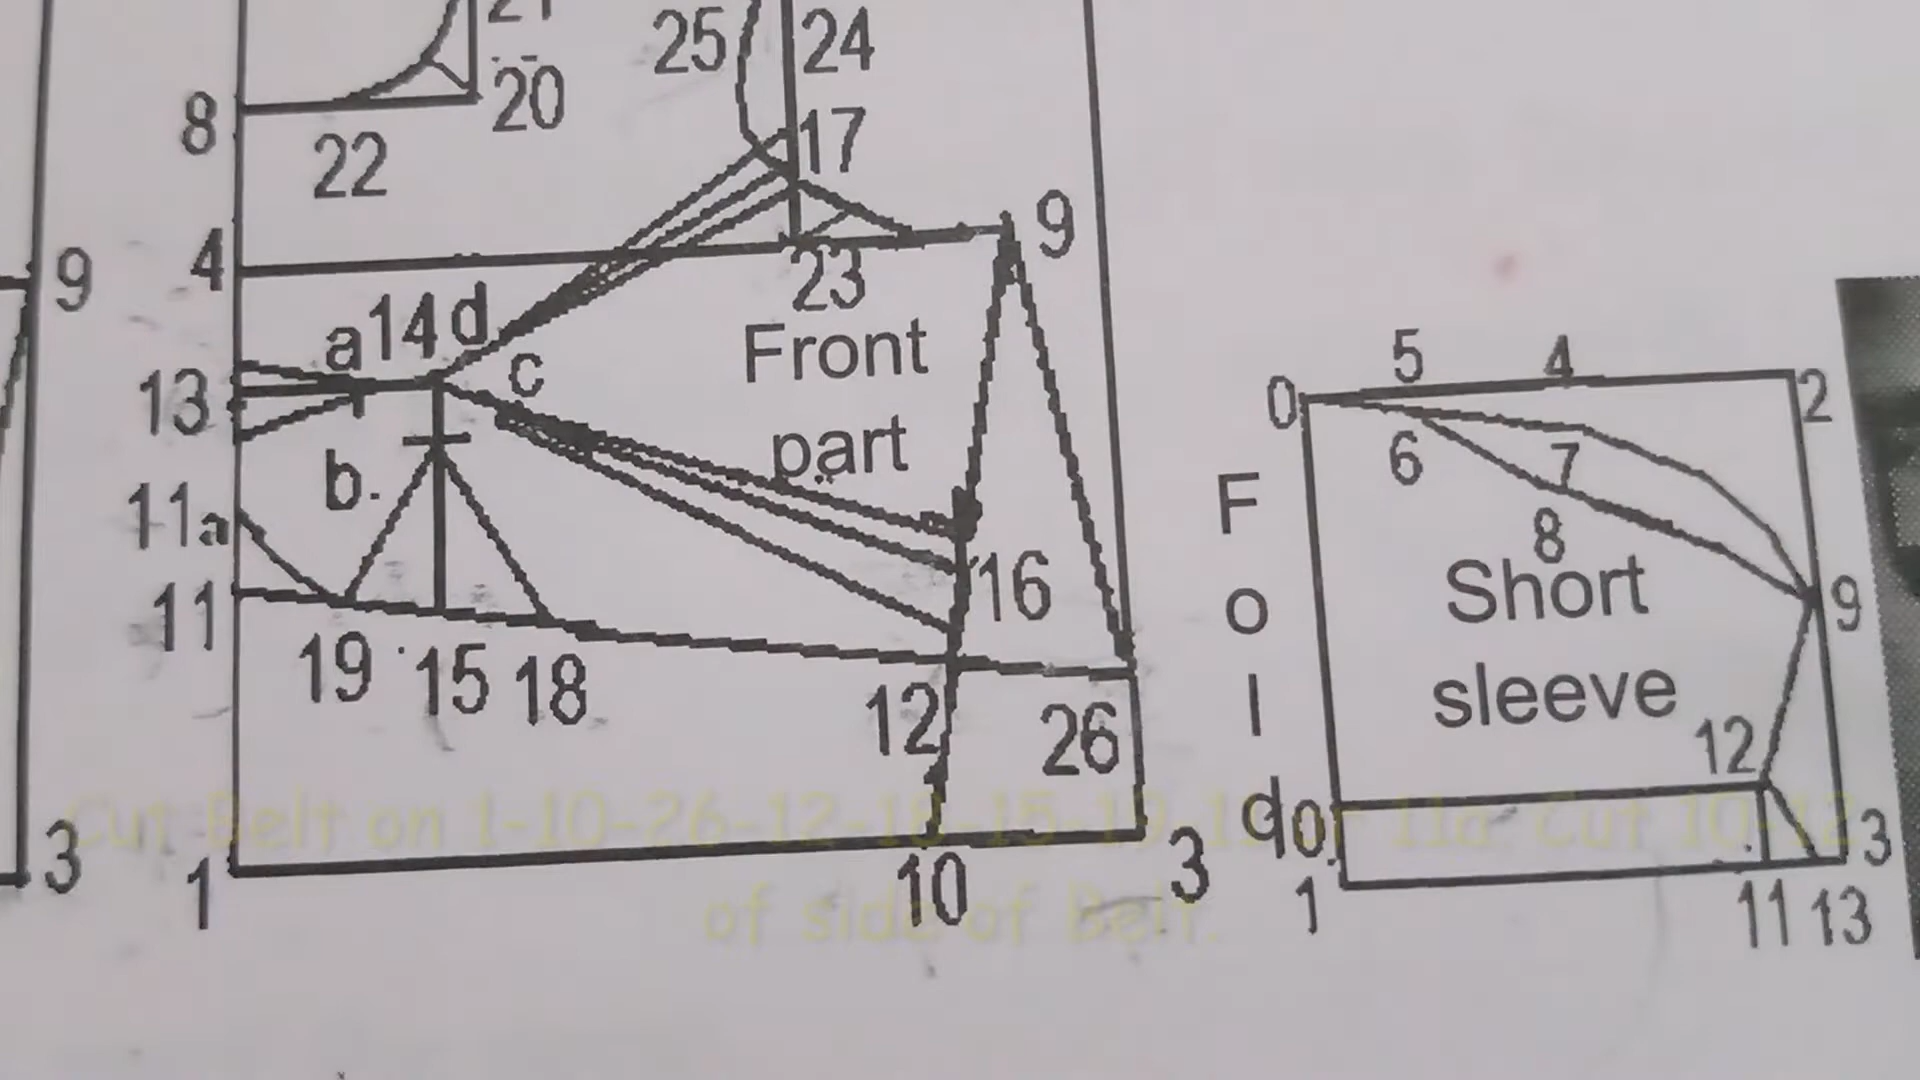 21
25
24
20
8
17
22
9
9
4
23
a
14
d
Front
c
13
part
b.
11a
16
11
19
15
18
12
26
3
1
10
3
5
4
0
2
6
7
F
8
Short
o
9
sleeve
l
12
d
0
3
1
11
13
Cut Belt on 1-10-26-12-18-15-19-11 or 11a. Cut 10-12
of side of Belt.